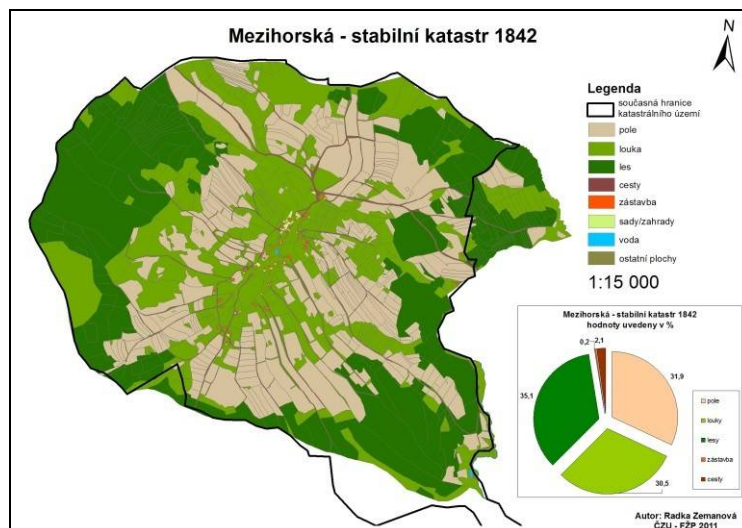 Mezihorská - stabilní katastr 1842
N
Legenda
současná hranice
katastrálního území
pole
louka
les
cesty
zástavba
sady/zahrady
voda
ostatní plochy
1:15 000
Mezihorská - stabilní katastr 1842
hodnoty uvedeny v %
0,2
2,1
31,9
35,1
30,5
pole
louky
lesy
zástavba
cesty
Autor: Radka Zemanová
ČZU - FŽP 2011